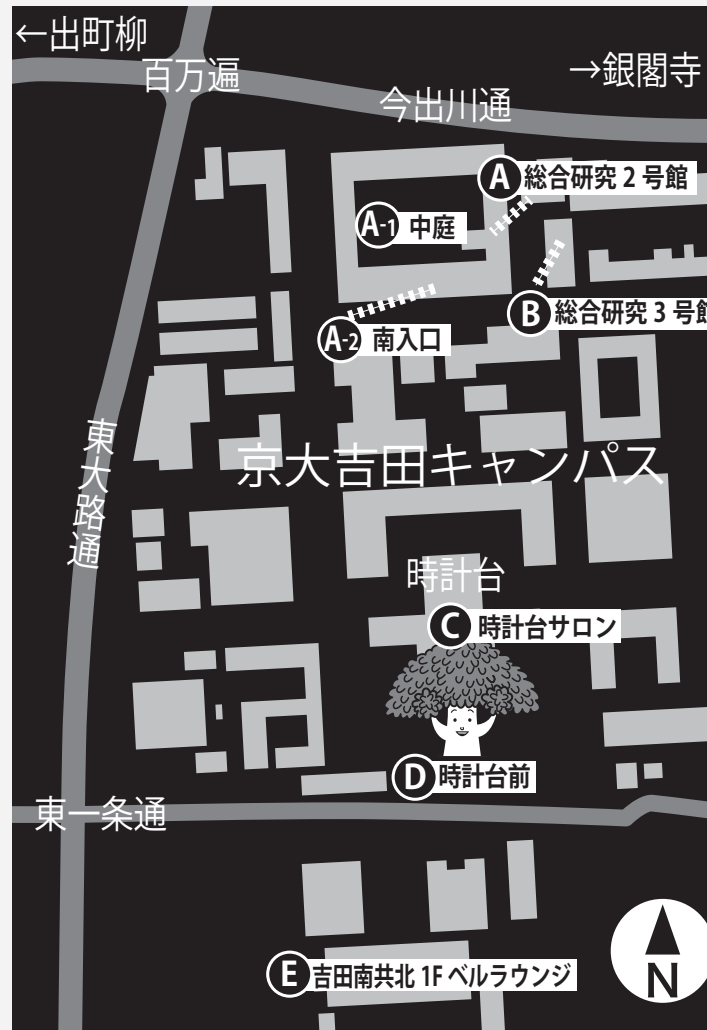 ←出町柳
百万遍
→銀閣寺
今出川通
A 総合研究2号館
A-1 中庭
B 総合研究3号館
A-2 南入口
東大路通
京大吉田キャンパス
時計台
C 時計台サロン
D 時計台前
東一条通
E 吉田南共北1Fベルラウンジ
N